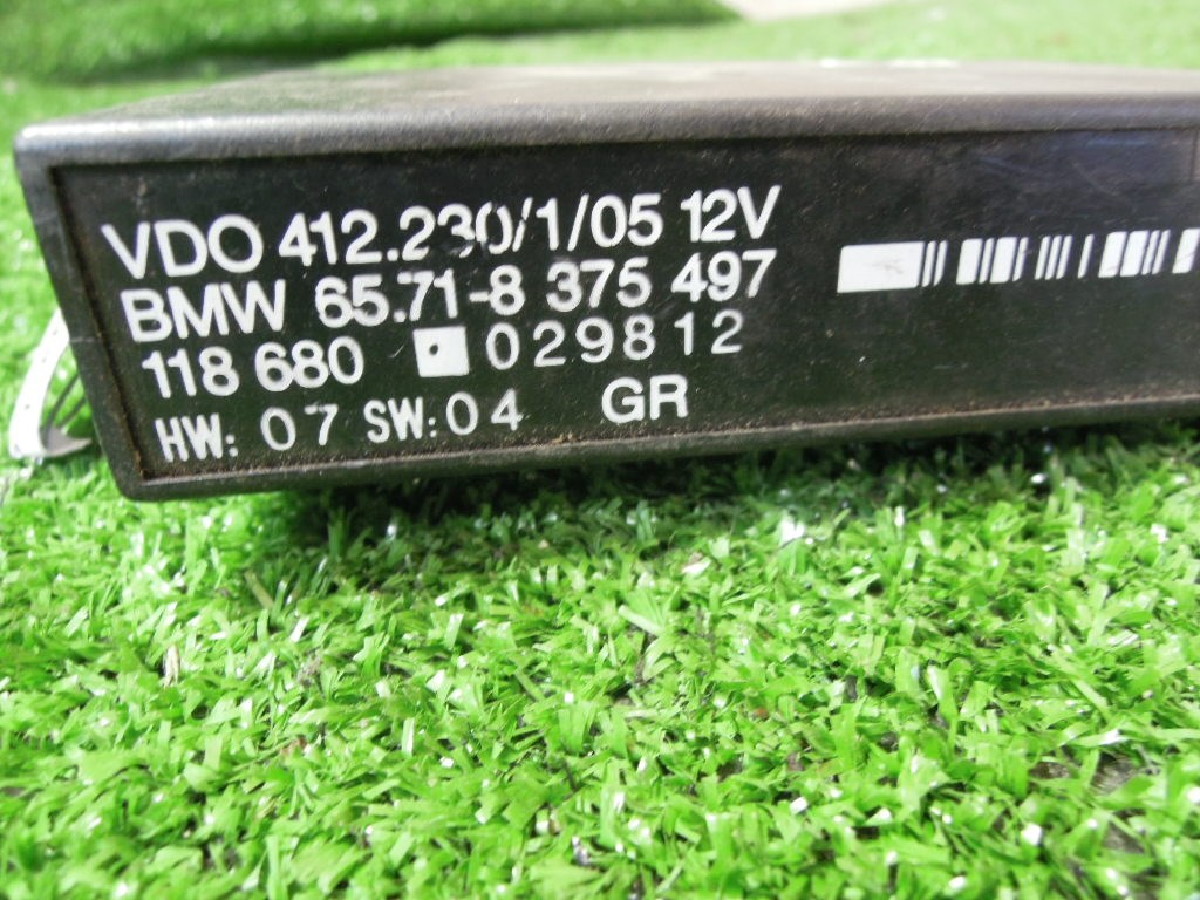 VDO 412.230/1/05 12V
BMW 65.71-8 375 497
118 680 029812
HW: 07 SW: 04 GR